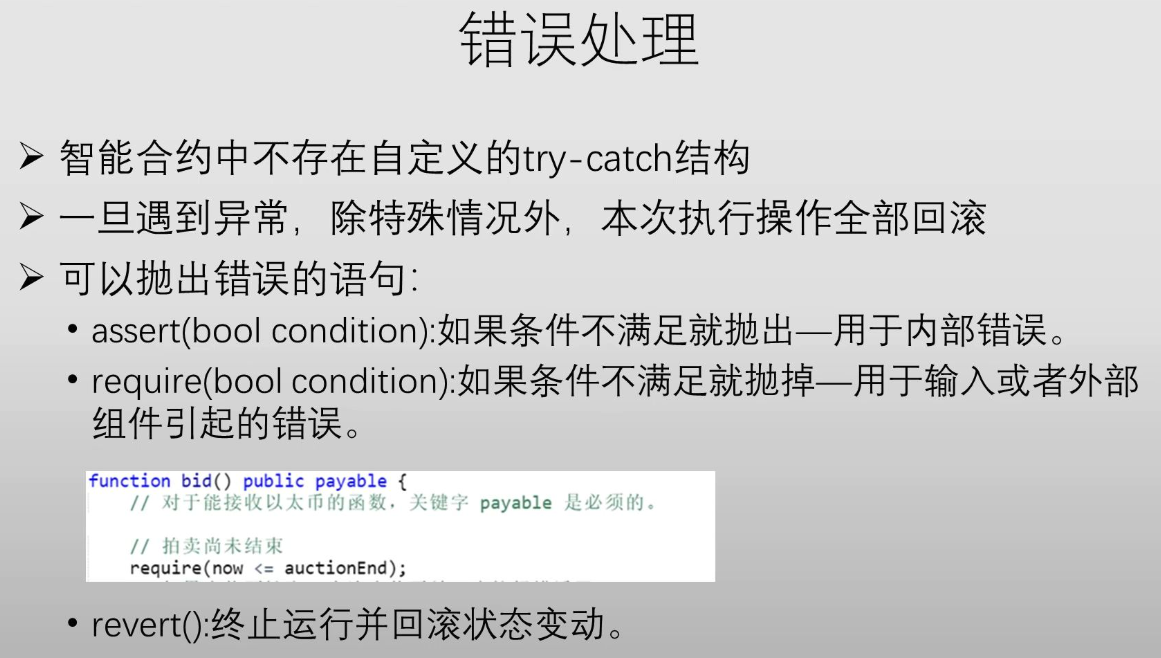 错误处理
➢ 智能合约中不存在自定义的try-catch结构
➢ 一旦遇到异常，除特殊情况外，本次执行操作全部回滚
➢ 可以抛出错误的语句：
• assert(bool condition):如果条件不满足就抛出—用于内部错误。
• require(bool condition):如果条件不满足就抛掉—用于输入或者外部
组件引起的错误。
function bid() public payable {
// 对于能接收以太币的函数，关键字 payable 是必须的。
// 拍卖尚未结束
require(now <= auctionEnd);
• revert():终止运行并回滚状态变动。